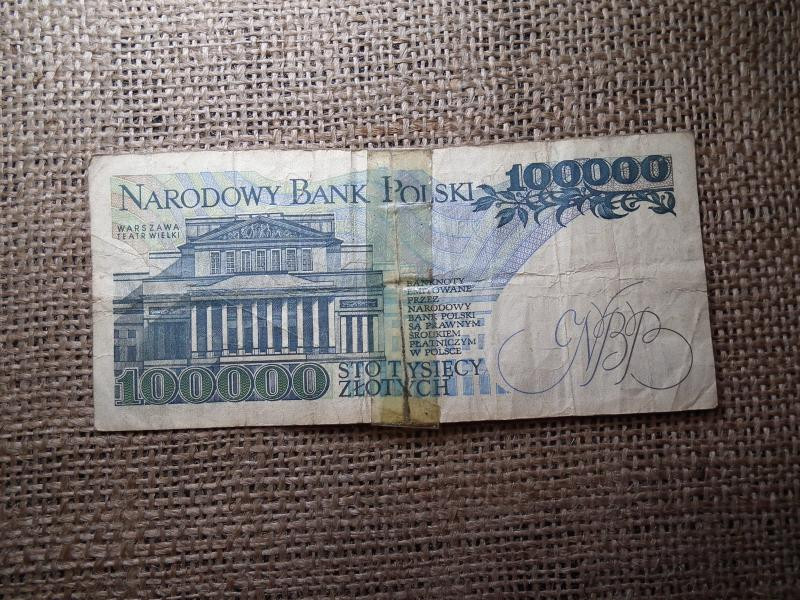 NARODOWY BANK POLSKI
100000
WARSZAWA
TEATR WIELKI
BANKNOTY
EMITOWANE
PRZEZ
NARODOWY
BANK POLSKI
SĄ PRAWNYM
ŚRODKIEM
PŁATNICZYM
W POLSCE
NBP
100000
STO TYSIĘCY
ZŁOTYCH